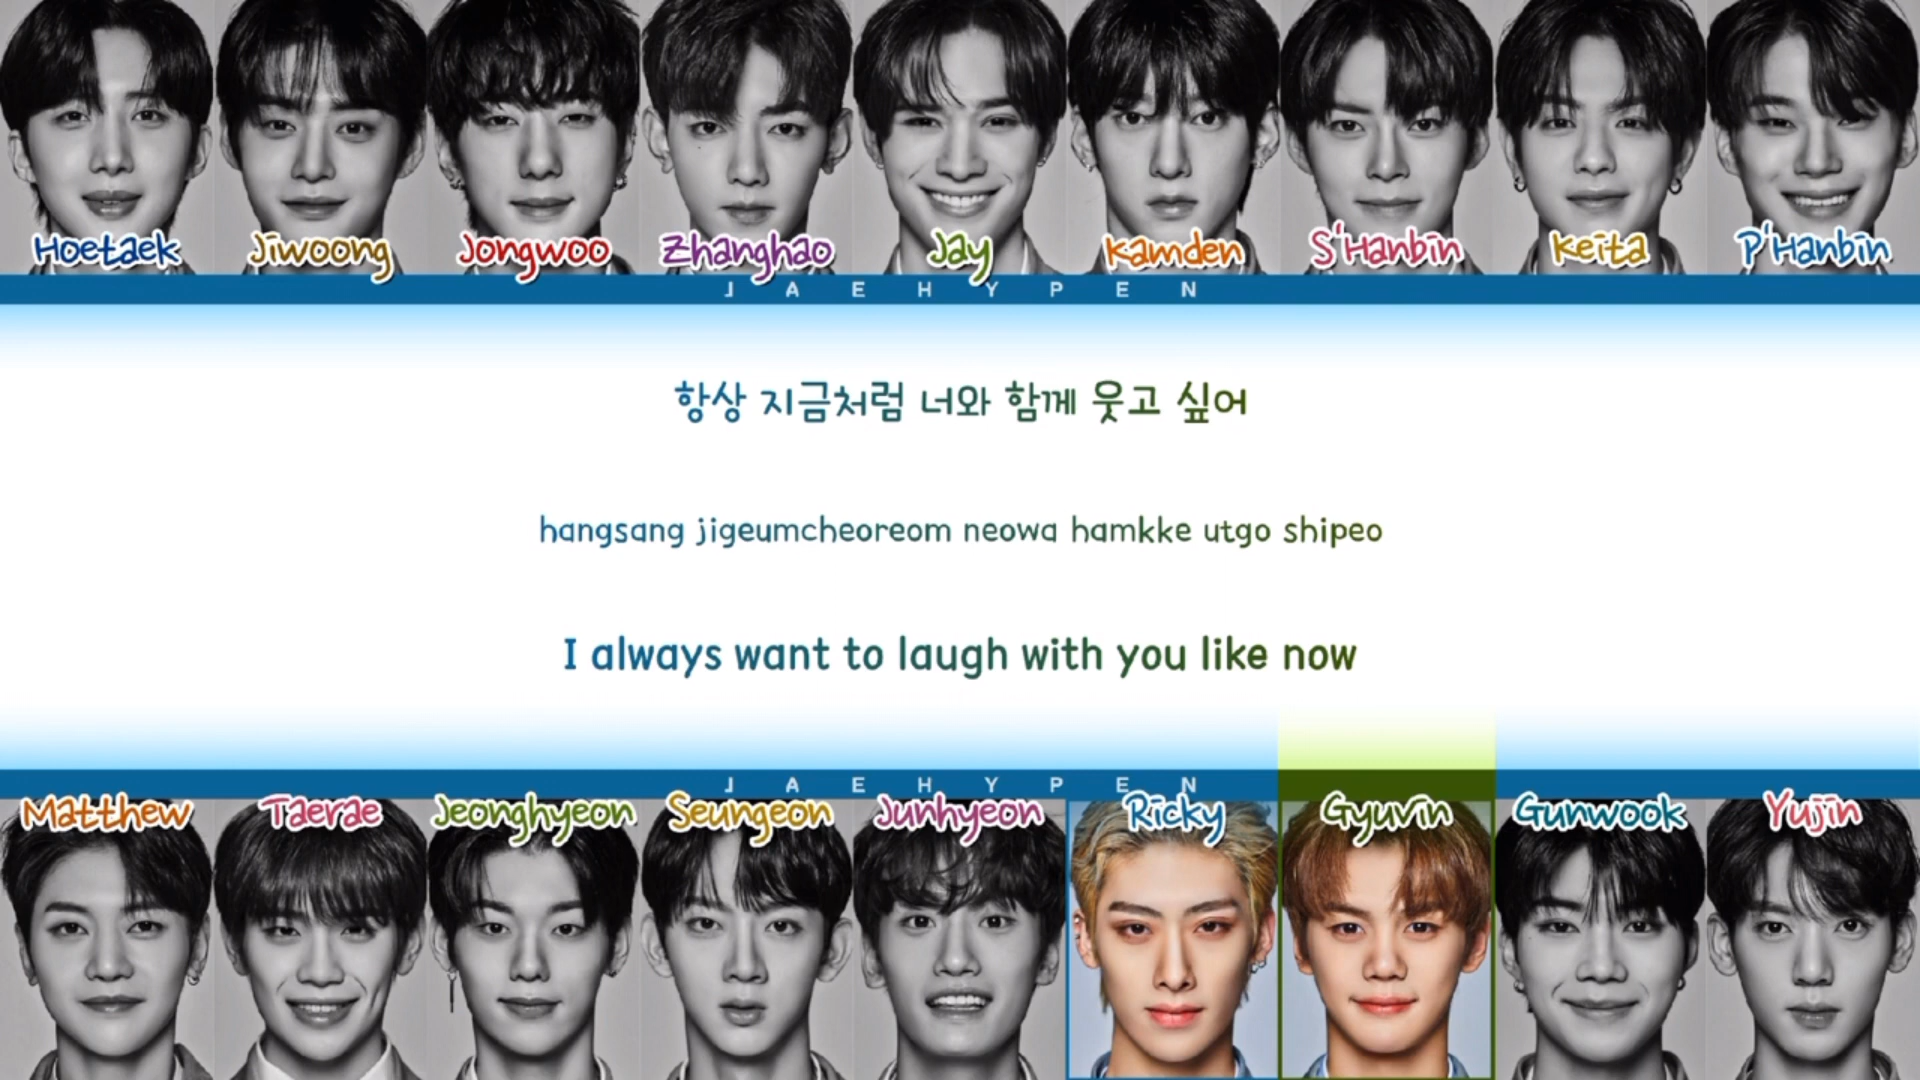 Hoetaek Jiwoong Jongwoo Zhanghao Jay Kamden S'Hanbin Keita P'Hanbin
JAEHYPEN
항상 지금처럼 너와 함께 웃고 싶어
hangsang jigeumcheoreom neowa hamkke utgo shipeo
I always want to laugh with you like now
JAEHYPEN
Matthew Taerae Jeonghyeon Seungeon Junhyeon Ricky Gyuvin Gunwook Yujin